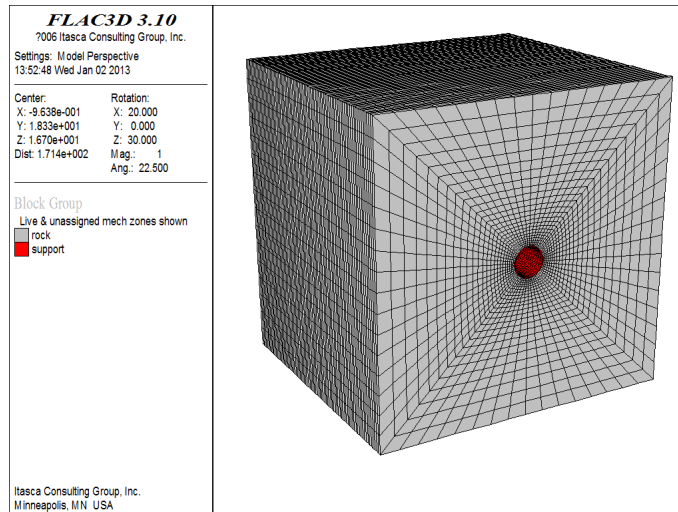 FLAC3D 3.10
?006 Itasca Consulting Group, Inc.
Settings: Model Perspective
13:52:48 Wed Jan 02 2013
Center:
X: -9.638e-001
Y: 1.833e+001
Z: 1.670e+001
Dist: 1.714e+002
Rotation:
X: 20.000
Y: 0.000
Z: 30.000
Mag.: 1
Ang.: 22.500
Block Group
Live & unassigned mech zones shown
rock
support
Itasca Consulting Group, Inc.
Minneapolis, MN USA